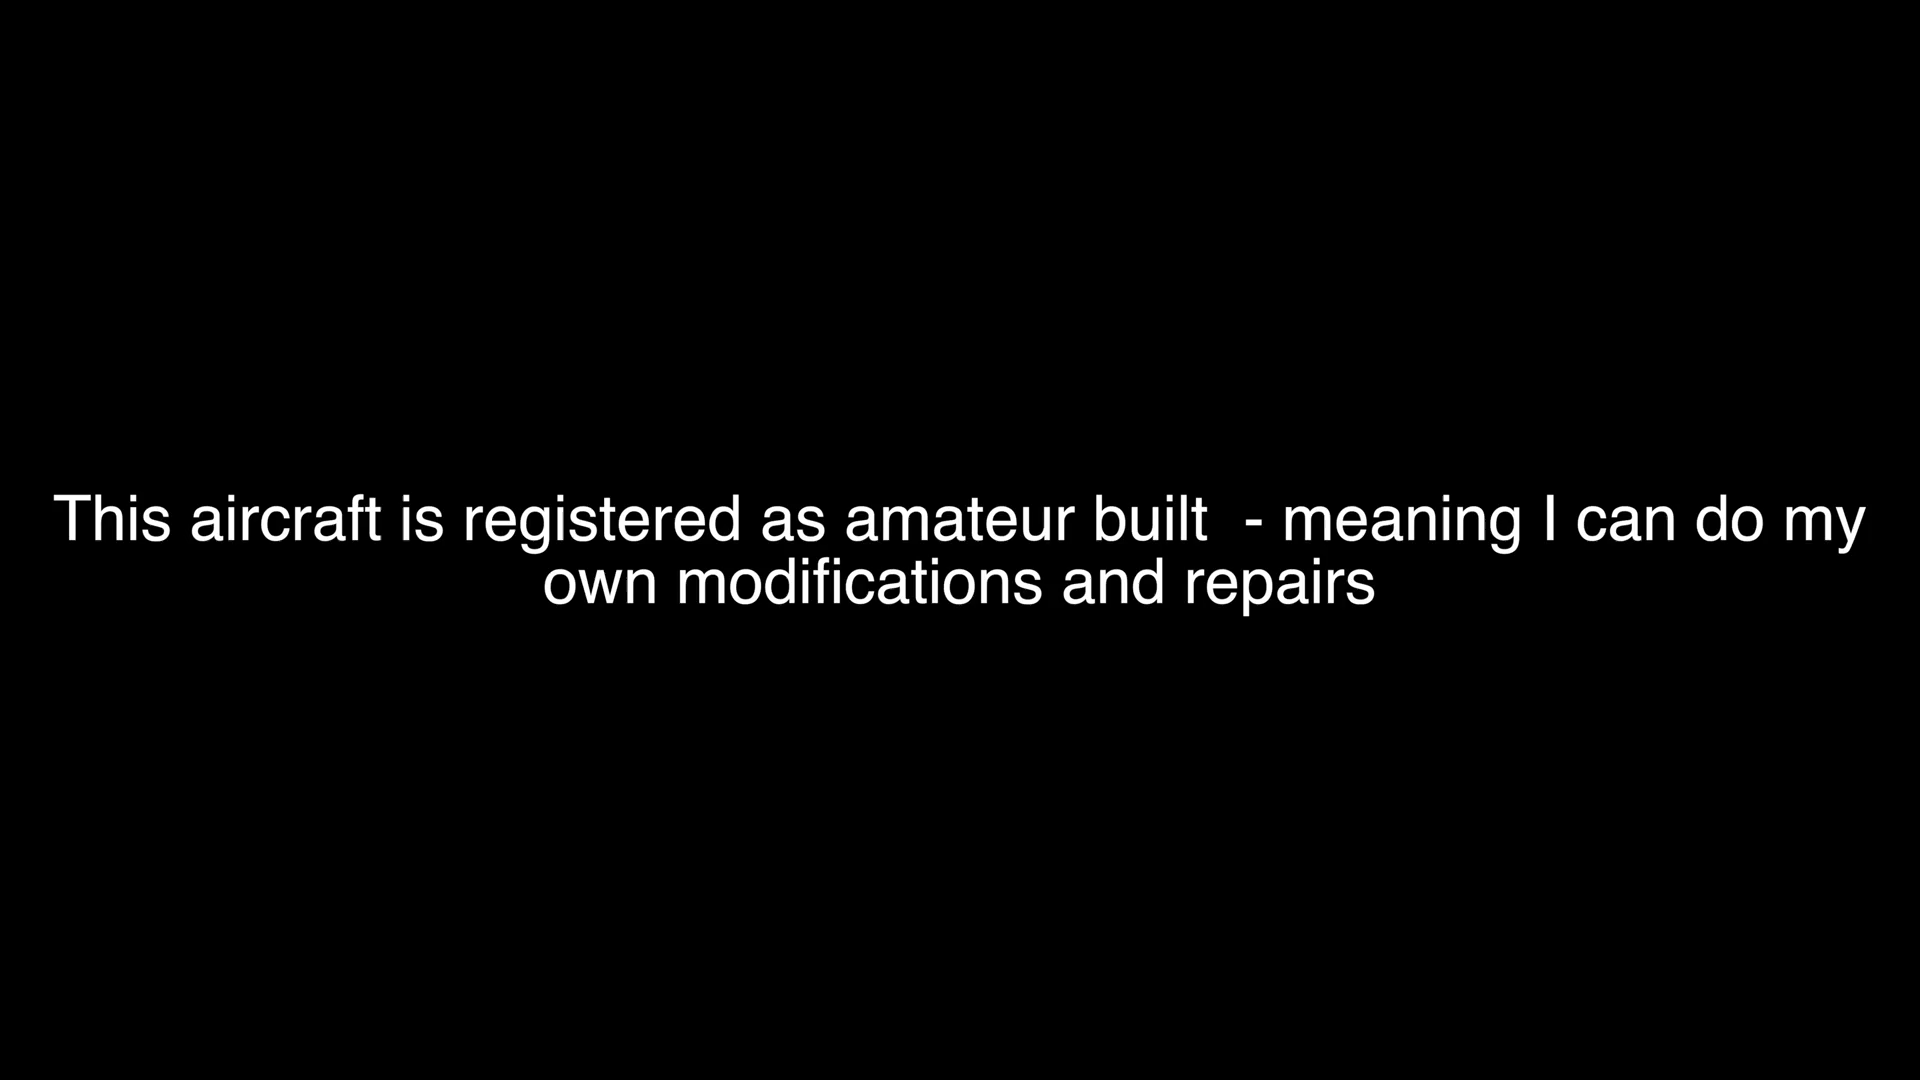 This aircraft is registered as amateur built  - meaning I can do my
own modifications and repairs